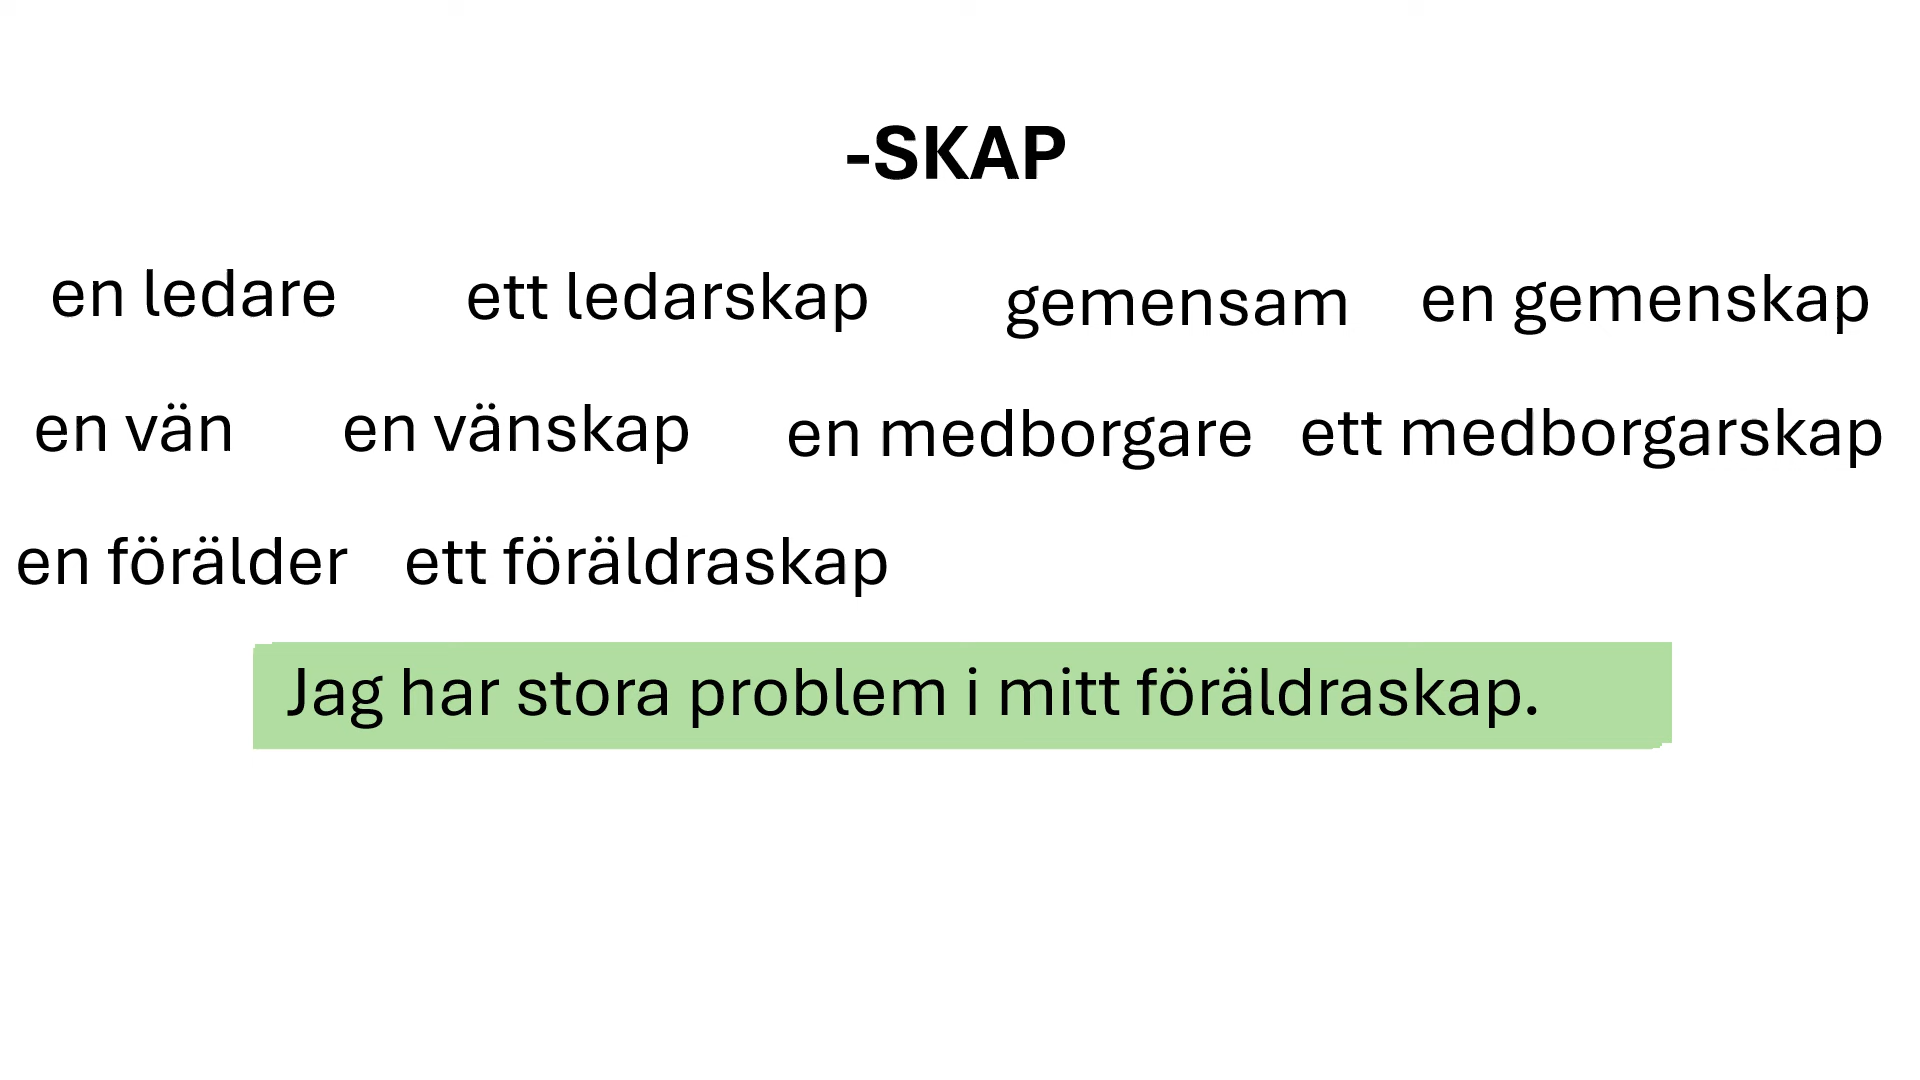 -SKAP
en ledare ett ledarskap gemensam en gemenskap
en vän en vänskap en medborgare ett medborgarskap
en förälder ett föräldraskap
Jag har stora problem i mitt föräldraskap.